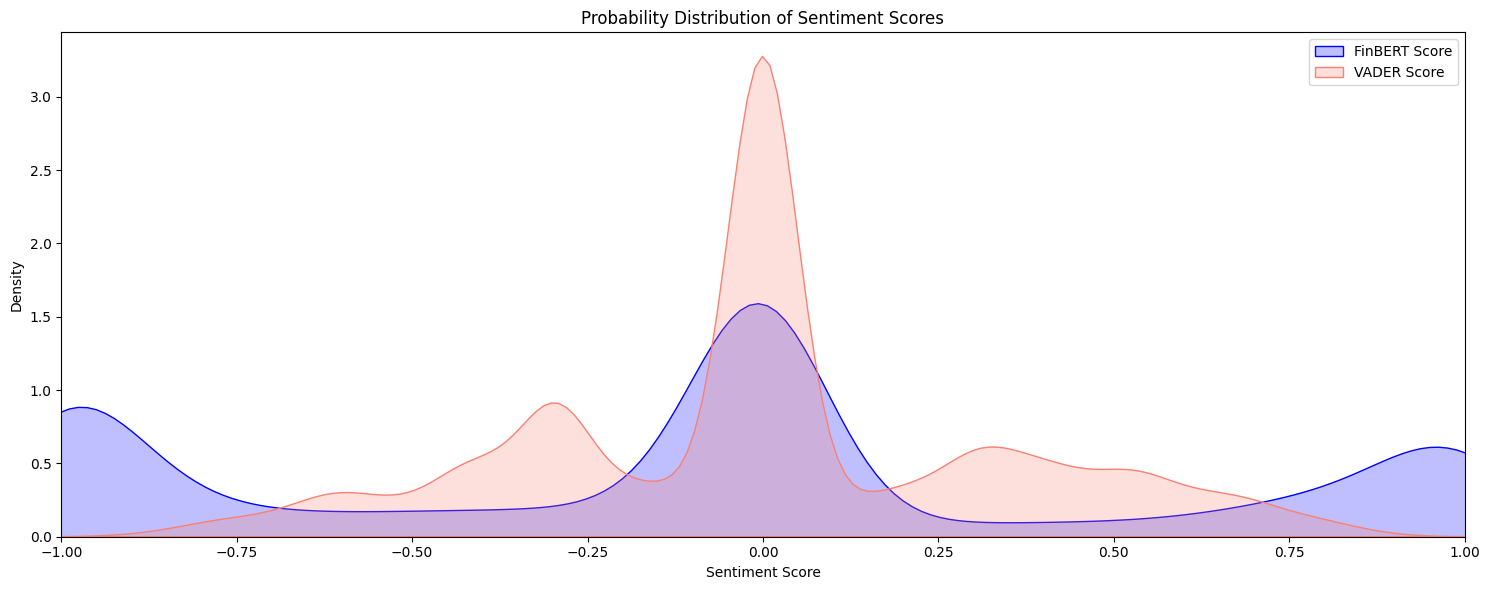 Probability Distribution of Sentiment Scores
FinBERT Score
VADER Score
3.0
2.5
2.0
1.5
1.0
0.5
0.0
Density
−1.00 −0.75 −0.50 −0.25 0.00 0.25 0.50 0.75 1.00
Sentiment Score